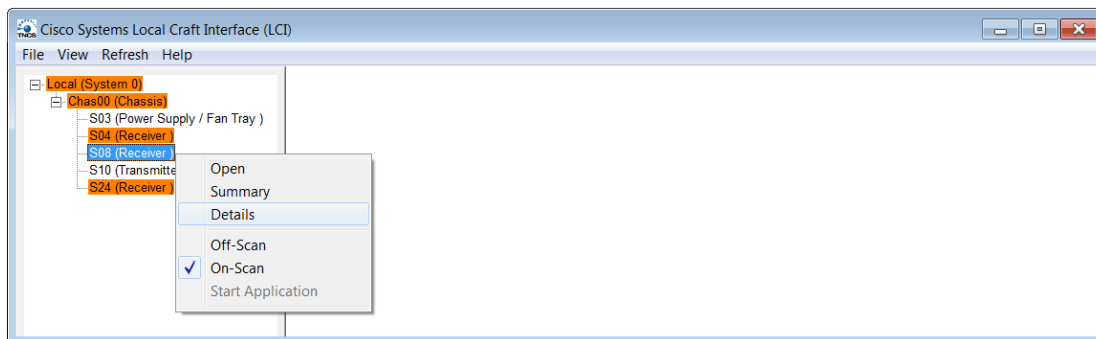 TNCS
Cisco Systems Local Craft Interface (LCI)
File View Refresh Help
Local (System 0)
Chas00 (Chassis)
S03 (Power Supply / Fan Tray )
S04 (Receiver )
S08 (Receiver )
S10 (Transmitte
S24 (Receiver )
Open
Summary
Details
Off-Scan
On-Scan
Start Application